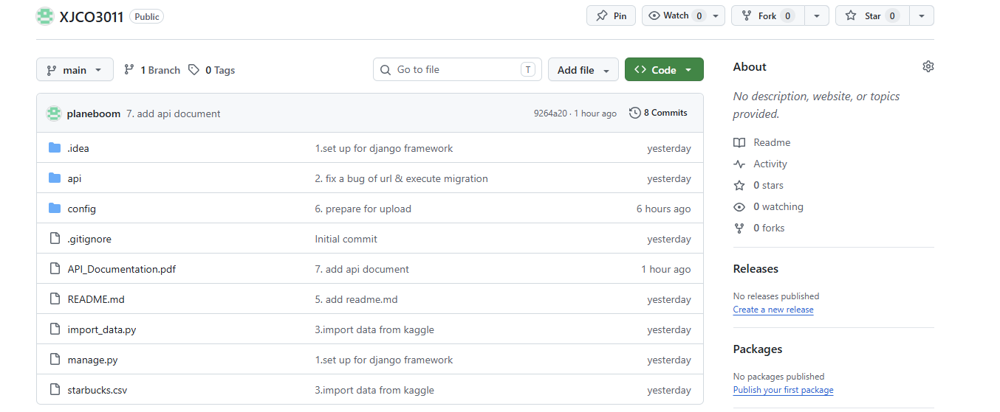 XJCO3011 Public Pin Watch 0 Fork 0 Star 0
main 1 Branch 0 Tags Go to file T Add file Code
planeboom 7. add api document 9264a20 · 1 hour ago 8 Commits
.idea 1.set up for django framework yesterday
api 2. fix a bug of url & execute migration yesterday
config 6. prepare for upload 6 hours ago
.gitignore Initial commit yesterday
API_Documentation.pdf 7. add api document 1 hour ago
README.md 5. add readme.md yesterday
import_data.py 3.import data from kaggle yesterday
manage.py 1.set up for django framework yesterday
starbucks.csv 3.import data from kaggle yesterday
About
No description, website, or topics
provided.
Readme
Activity
0 stars
0 watching
0 forks
Releases
No releases published
Create a new release
Packages
No packages published
Publish your first package